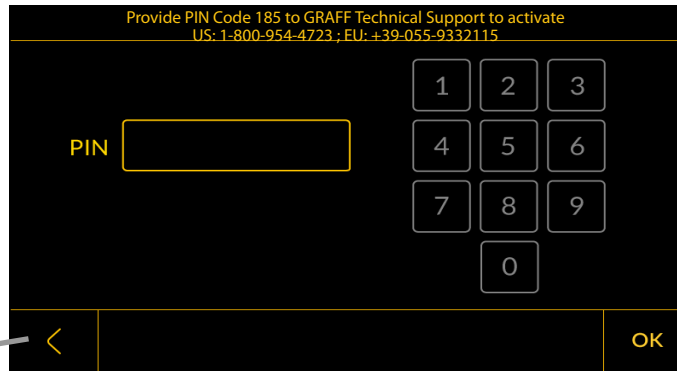 Provide PIN Code 185 to GRAFF Technical Support to activate
US: 1-800-954-4723 ; EU: +39-055-9332115
1 2 3
PIN
4 5 6
7 8 9
0
OK